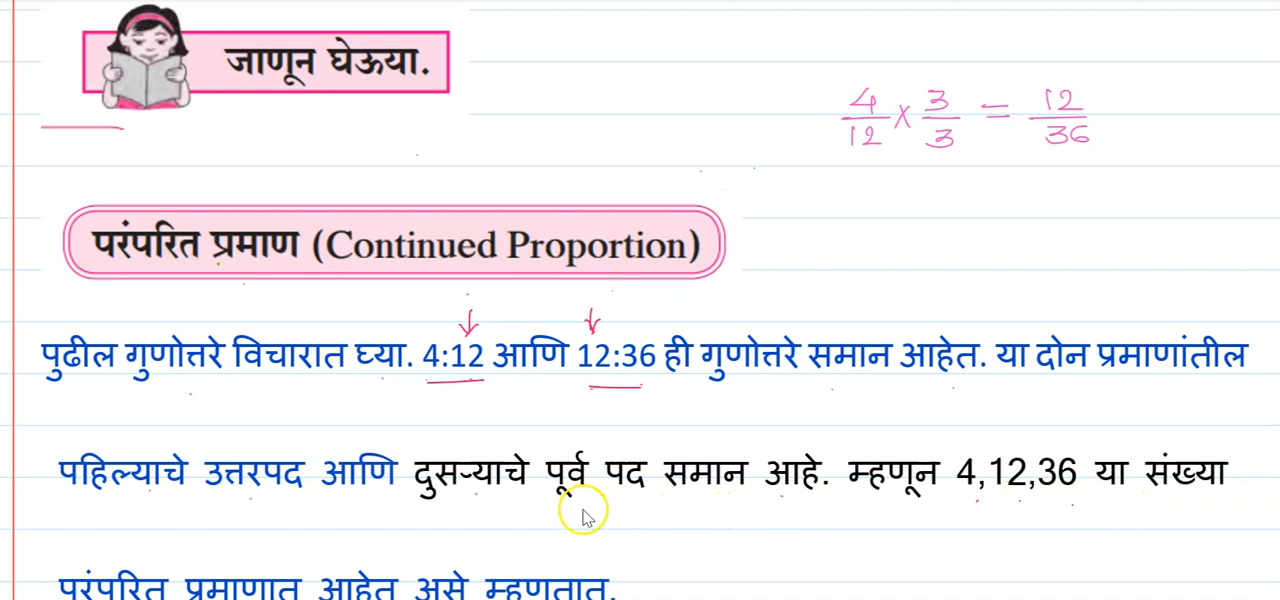 जाणून घेऊया.
4/12 × 3/3 = 12/36
परंपरित प्रमाण (Continued Proportion)
पुढील गुणोत्तरे विचारात घ्या. 4:12 आणि 12:36 ही गुणोत्तरे समान आहेत. या दोन प्रमाणांतील
पहिल्याचे उत्तरपद आणि दुसऱ्याचे पूर्व पद समान आहे. म्हणून 4,12,36 या संख्या
परंपरित प्रमाणात आहेत असे म्हणतात.